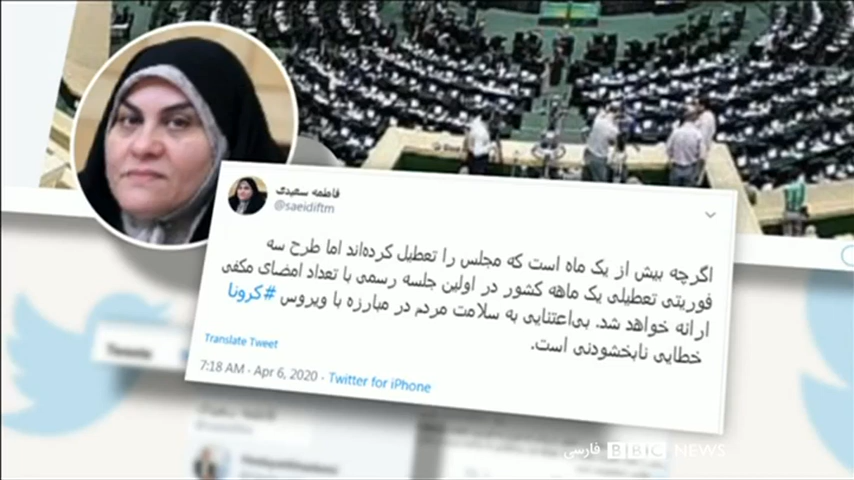 فاطمه سعیدی
@saeidiftm
اگرچه بیش از یک ماه است که مجلس را تعطیل کرده‌اند اما طرح سه
فوریتی تعطیلی یک ماهه کشور در اولین جلسه رسمی با تعداد امضای مکفی
ارائه خواهد شد. بی‌اعتنایی به سلامت مردم در مبارزه با ویروس #کرونا
خطایی نابخشودنی است.
Translate Tweet
7:18 AM - Apr 6, 2020 - Twitter for iPhone
Tweets
فاطمه سعیدی
BBC NEWS فارسی